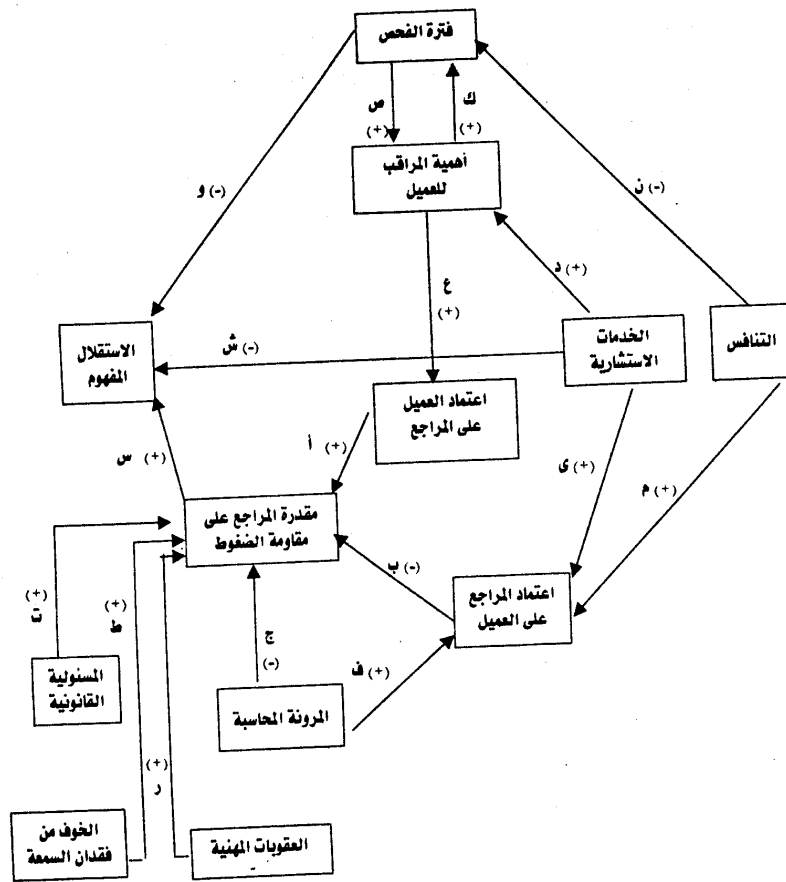 فترة الفحص
ص
(+)
ك
(+)
أهمية المراقب
للعميل
و (-)
ن (-)
د (+)
ع
(+)
الاستقلال
المفهوم
ش (-)
الخدمات
الاستشارية
التنافس
اعتماد العميل
على المراجع
أ (+)
س (+)
ى (+)
م (+)
مقدرة المراجع على
مقاومة الضغوط
ب (-)
اعتماد المراجع
على العميل
ت (+)
ط (+)
ج
(-)
ف (+)
المسئولية
القانونية
المرونة المحاسبة
ر (+)
الخوف من
فقدان السمعة
العقوبات المهنية